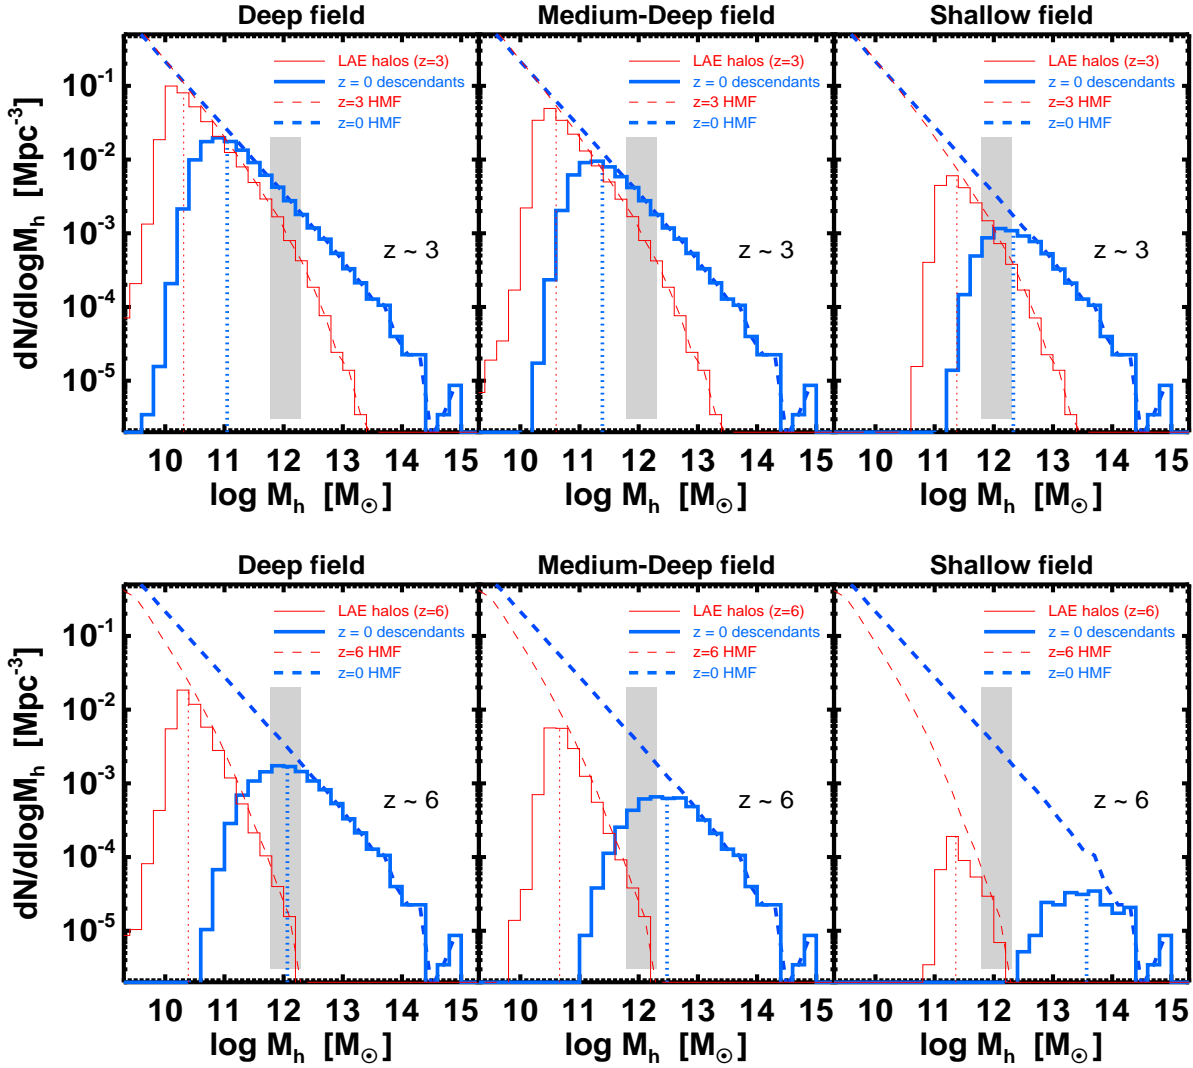 Deep field Medium-Deep field Shallow field
LAE halos (z=3) LAE halos (z=3) LAE halos (z=3)
z = 0 descendants z = 0 descendants z = 0 descendants
z=3 HMF z=3 HMF z=3 HMF
z=0 HMF z=0 HMF z=0 HMF
dN/dlogM_h [Mpc^-3]
10^-1
10^-2
10^-3
10^-4
10^-5
z ~ 3 z ~ 3 z ~ 3
10 11 12 13 14 15 10 11 12 13 14 15 10 11 12 13 14 15
log M_h [M_⊙] log M_h [M_⊙] log M_h [M_⊙]
Deep field Medium-Deep field Shallow field
LAE halos (z=6) LAE halos (z=6) LAE halos (z=6)
z = 0 descendants z = 0 descendants z = 0 descendants
z=6 HMF z=6 HMF z=6 HMF
z=0 HMF z=0 HMF z=0 HMF
dN/dlogM_h [Mpc^-3]
10^-1
10^-2
10^-3
10^-4
10^-5
z ~ 6 z ~ 6 z ~ 6
10 11 12 13 14 15 10 11 12 13 14 15 10 11 12 13 14 15
log M_h [M_⊙] log M_h [M_⊙] log M_h [M_⊙]